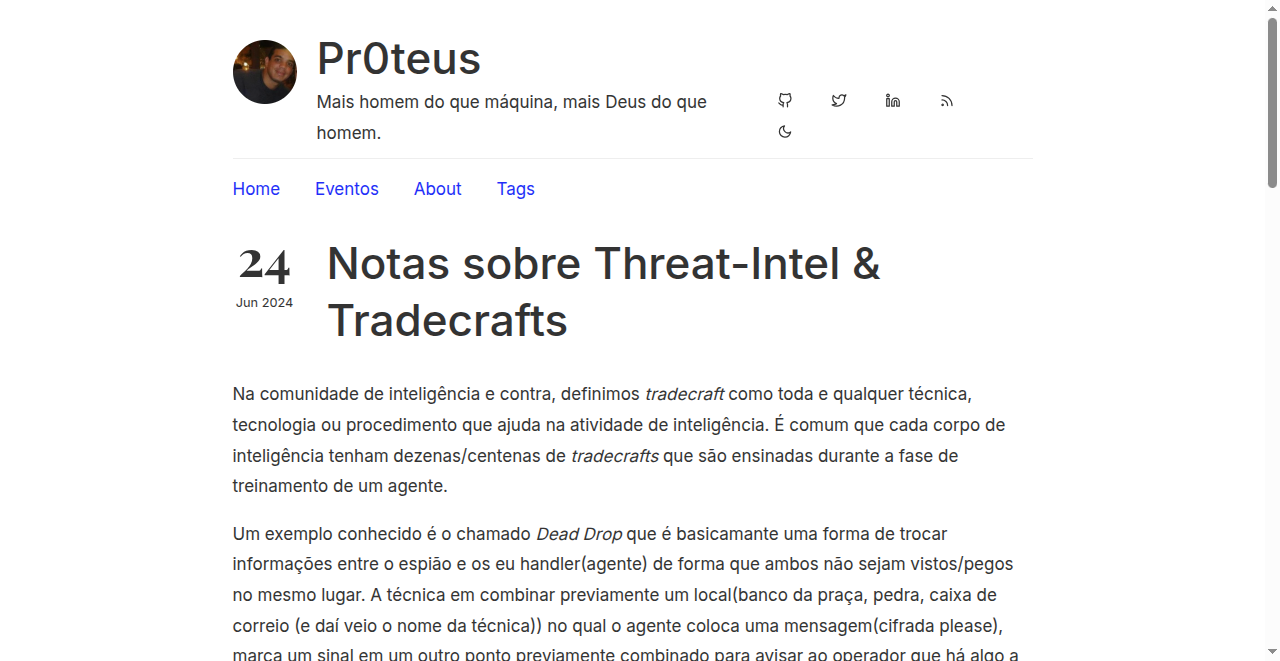 Pr0teus
Mais homem do que máquina, mais Deus do que
homem.
Home Eventos About Tags
24
Jun 2024
Notas sobre Threat-Intel &
Tradecrafts
Na comunidade de inteligência e contra, definimos tradecraft como toda e qualquer técnica,
tecnologia ou procedimento que ajuda na atividade de inteligência. É comum que cada corpo de
inteligência tenham dezenas/centenas de tradecrafts que são ensinadas durante a fase de
treinamento de um agente.
Um exemplo conhecido é o chamado Dead Drop que é basicamante uma forma de trocar
informações entre o espião e os eu handler(agente) de forma que ambos não sejam vistos/pegos
no mesmo lugar. A técnica em combinar previamente um local(banco da praça, pedra, caixa de
correio (e daí veio o nome da técnica)) no qual o agente coloca uma mensagem(cifrada please),
marca um sinal em um outro ponto previamente combinado para avisar ao operador que há algo a